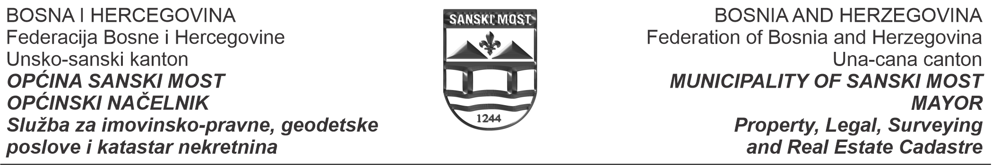 BOSNA I HERCEGOVINA
Federacija Bosne i Hercegovine
Unsko-sanski kanton
OPĆINA SANSKI MOST
OPĆINSKI NAČELNIK
Služba za imovinsko-pravne, geodetske
poslove i katastar nekretnina
SANSKI MOST
1244
BOSNIA AND HERZEGOVINA
Federation of Bosnia and Herzegovina
Una-cana canton
MUNICIPALITY OF SANSKI MOST
MAYOR
Property, Legal, Surveying
and Real Estate Cadastre